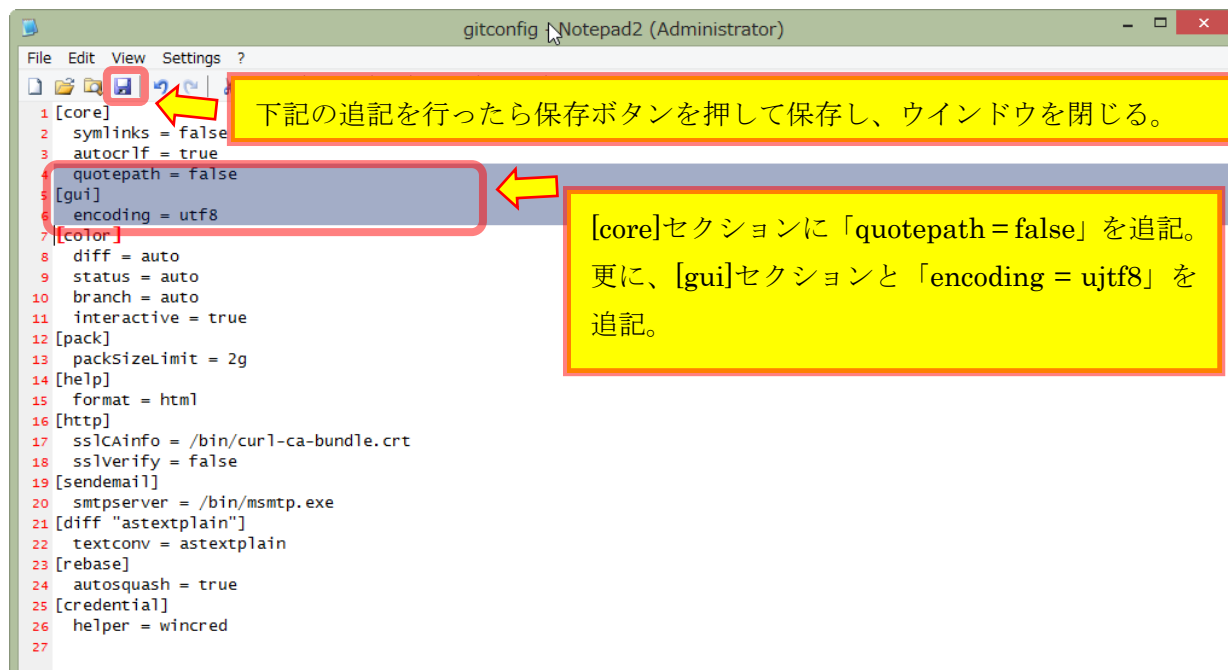 gitconfig - Notepad2 (Administrator)
File Edit View Settings ?
下記の追記を行ったら保存ボタンを押して保存し、ウインドウを閉じる。
1 [core]
2 symlinks = false
3 autocrlf = true
4 quotepath = false
5 [gui]
6 encoding = utf8
[core]セクションに「quotepath = false」を追記。
更に、[gui]セクションと「encoding = ujtf8」を
追記。
7 [color]
8 diff = auto
9 status = auto
10 branch = auto
11 interactive = true
12 [pack]
13 packSizeLimit = 2g
14 [help]
15 format = html
16 [http]
17 sslCAinfo = /bin/curl-ca-bundle.crt
18 sslverify = false
19 [sendemail]
20 smtpserver = /bin/msmtp.exe
21 [diff "astextplain"]
22 textconv = astextplain
23 [rebase]
24 autosquash = true
25 [credential]
26 helper = wincred
27